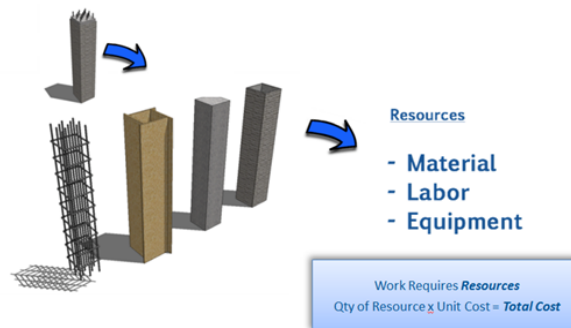 Resources
- Material
- Labor
- Equipment
Work Requires Resources
Qty of Resource x Unit Cost = Total Cost